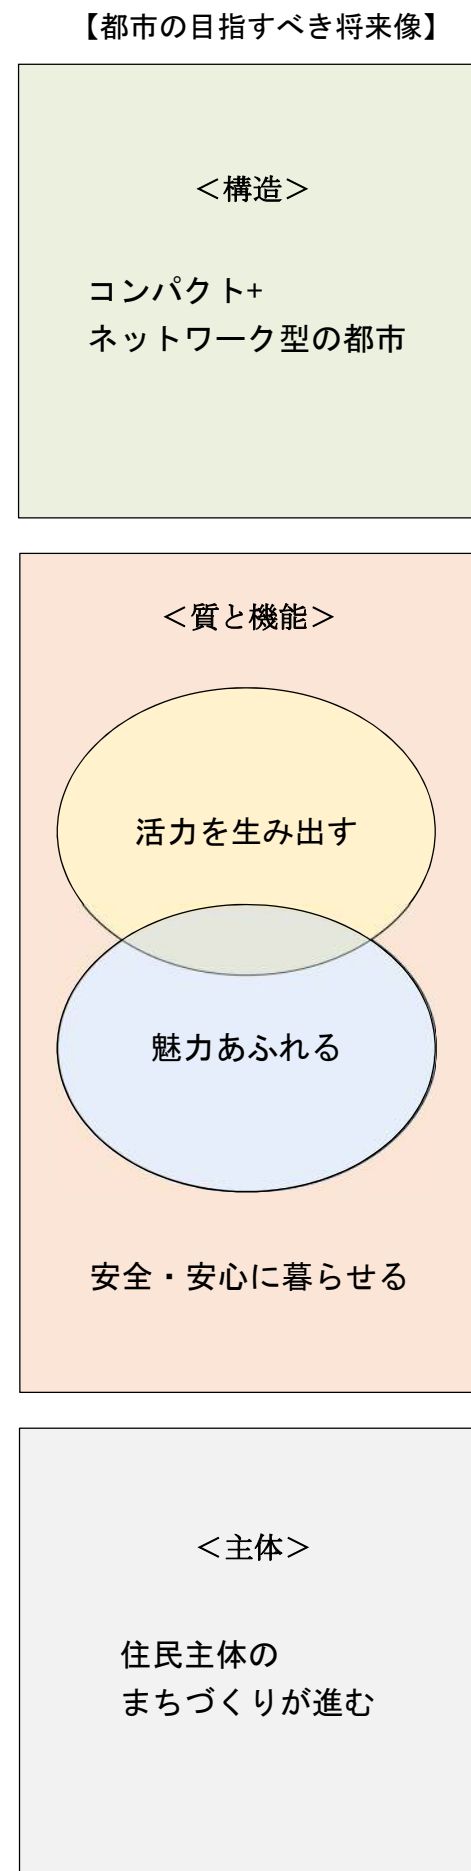 【都市の目指すべき将来像】
＜構造＞
コンパクト+
ネットワーク型の都市
＜質と機能＞
活力を生み出す
魅力あふれる
安全・安心に暮らせる
＜主体＞
住民主体の
まちづくりが進む